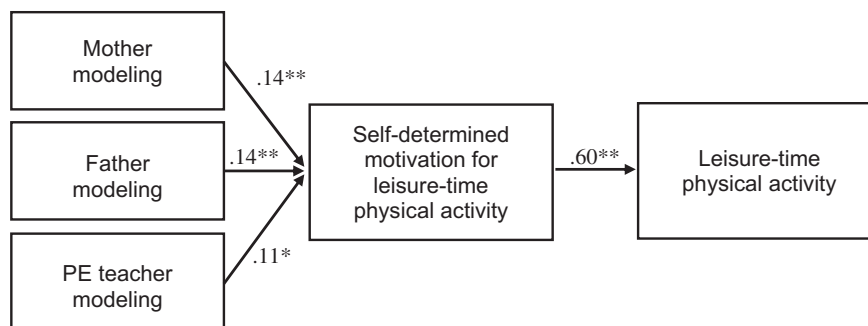 Mother
modeling
.14**
Father
modeling
.14**
PE teacher
modeling
.11*
Self-determined
motivation for
leisure-time
physical activity
.60**
Leisure-time
physical activity